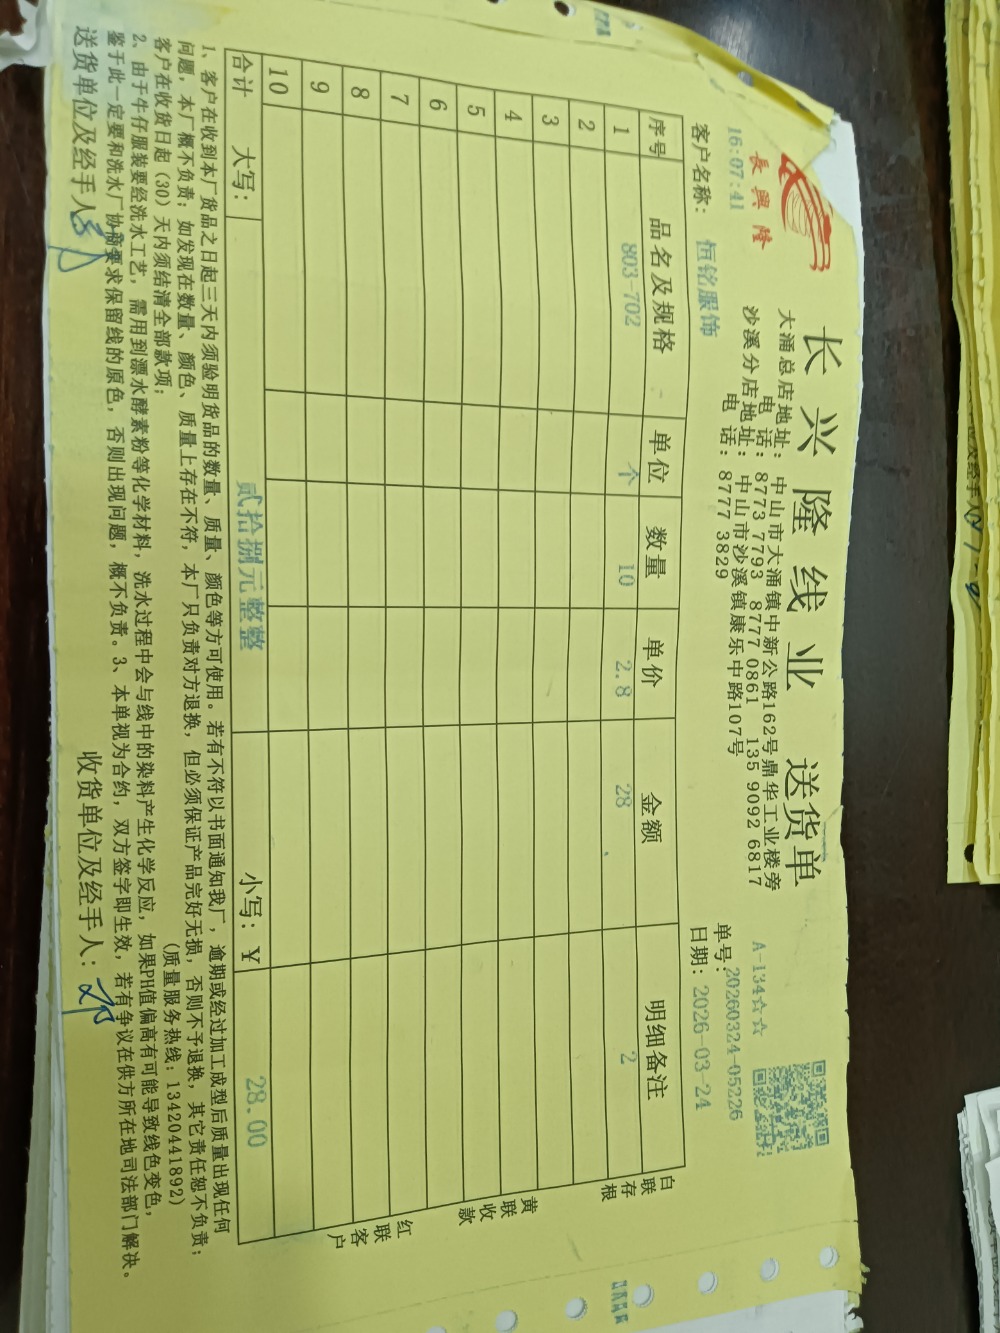 長興隆
长兴隆线业 送货单
A-134☆☆
大涌总店地址: 中山市大涌镇中新公路162号鼎华工业楼旁
电 话: 8773 7793 8777 0861 135 9092 6817
16:07:41
沙溪分店地址: 中山市沙溪镇康乐中路107号
电 话: 8777 3829
单号: 20260324-05226
客户名称: 恒铭服饰
日期: 2026-03-24
序号 品名及规格 单位 数量 单价 金额 明细备注
1 803-702 个 10 2.8 28 2
2
3
4
5
6
7
8
9
10
合计 大写: 贰拾捌元整整 小写: ¥ 28.00
白联存根
黄联收款
红联客户
1、客户在收到本厂货品之日起三天内须验明货品的数量、质量、颜色等方可使用。若有不符以书面通知我厂, 逾期或经过加工成型后质量出现任何
问题, 本厂概不负责; 如发现在数量、颜色、质量上存在不符, 本厂只负责对方退换, 但必须保证产品完好无损, 否则不予退换, 其它责任恕不负责;
客户在收货日起 (30) 天内须结清全部款项; (质量服务热线: 13420441892)
2、由于牛仔服装要经洗水工艺, 需用到漂水酵素粉等化学材料, 洗水过程中会与线中的染料产生化学反应, 如果PH值偏高有可能导致线色变色,
鉴于此一定要和洗水厂协商要求保留线的原色, 否则出现问题, 概不负责。3、本单视为合约, 双方签字即生效, 若有争议在供方所在地司法部门解决。
送货单位及经手人: 收货单位及经手人: 邓